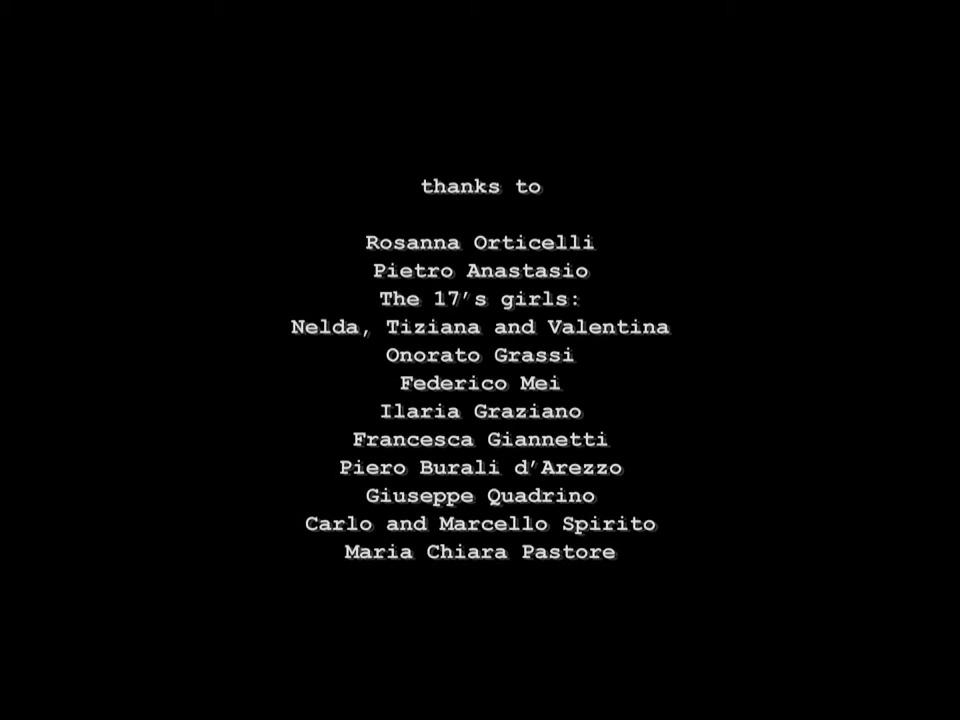 thanks to
Rosanna Orticelli
Pietro Anastasio
The 17’s girls:
Nelda, Tiziana and Valentina
Onorato Grassi
Federico Mei
Ilaria Graziano
Francesca Giannetti
Piero Burali d’Arezzo
Giuseppe Quadrino
Carlo and Marcello Spirito
Maria Chiara Pastore